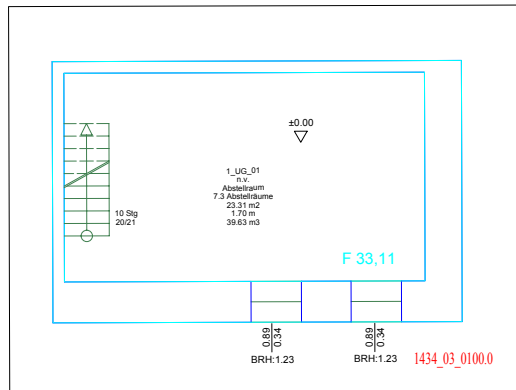 ±0.00
1_UG_01
n.v.
Abstellraum
7.3 Abstellräume
23.31 m2
1.70 m
39.63 m3
10 Stg
20/21
F 33,11
0.89
0.34
BRH:1.23
0.89
0.34
BRH:1.23
1434_03_0100.0